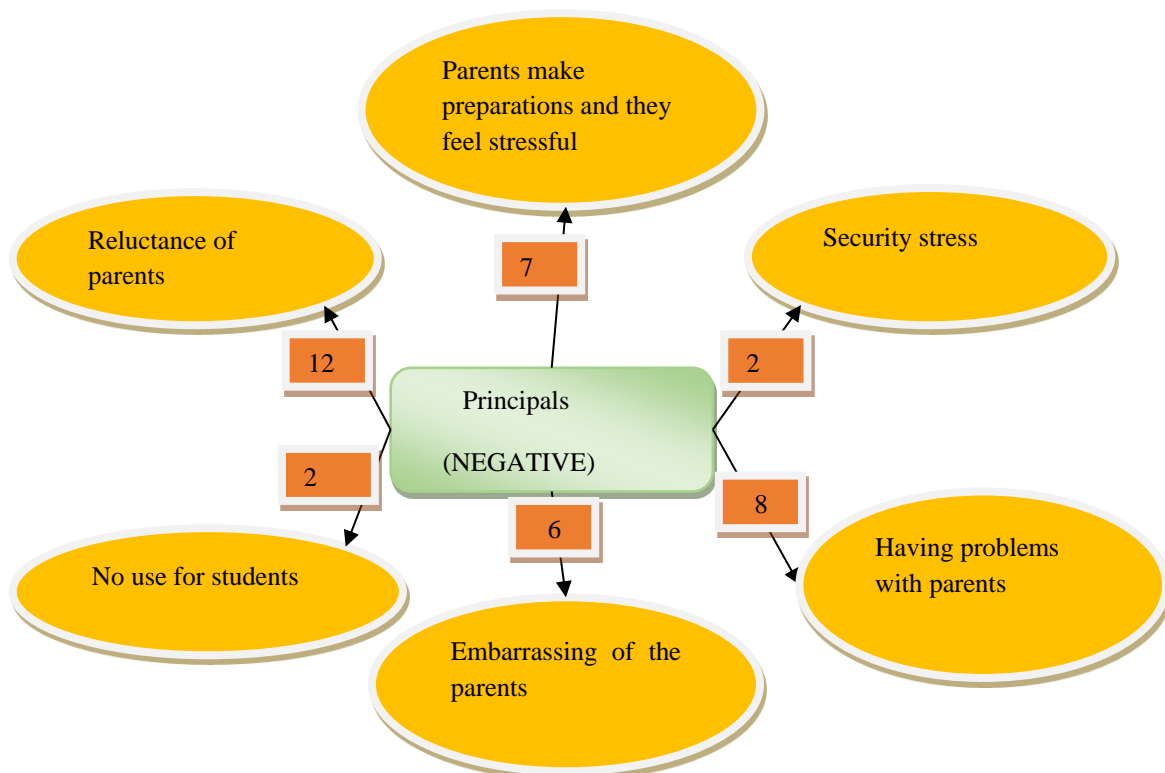 Parents make
preparations and they
feel stressful
Reluctance of
parents
Security stress
7
12
2
Principals
(NEGATIVE)
2
6
8
No use for students
Having problems
with parents
Embarrassing of the
parents